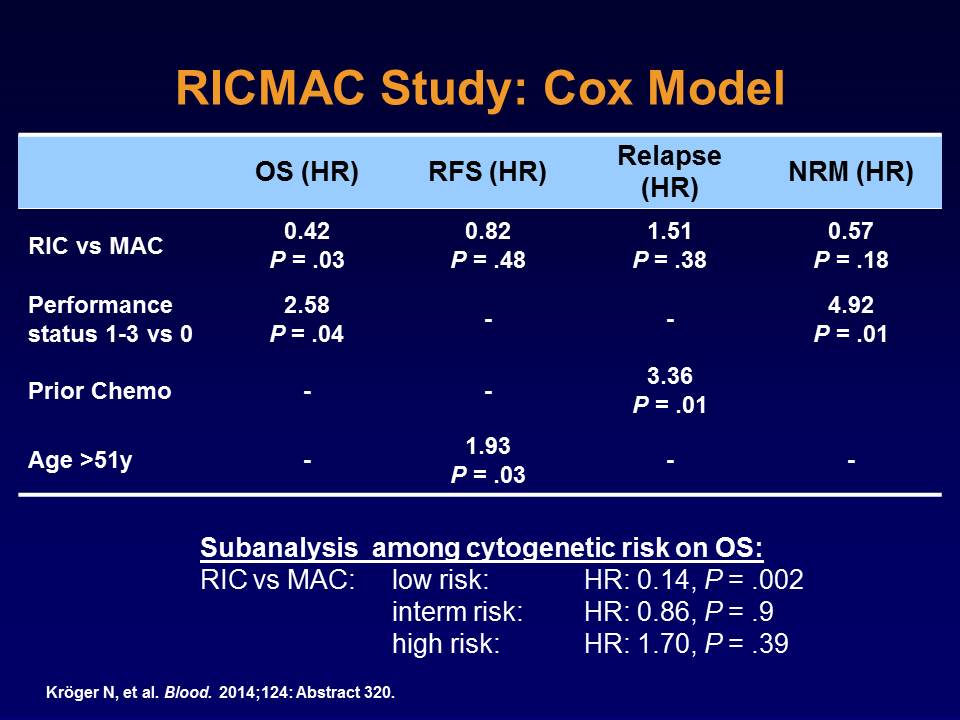 RICMAC Study: Cox Model
OS (HR) RFS (HR) Relapse (HR) NRM (HR)
RIC vs MAC 0.42 0.82 1.51 0.57
P = .03 P = .48 P = .38 P = .18
Performance status 1-3 vs 0 2.58 - - 4.92
P = .04 P = .01
Prior Chemo - - 3.36
P = .01
Age >51y - 1.93 - -
P = .03
Subanalysis among cytogenetic risk on OS:
RIC vs MAC: low risk: HR: 0.14, P = .002
interm risk: HR: 0.86, P = .9
high risk: HR: 1.70, P = .39
Kröger N, et al. Blood. 2014;124: Abstract 320.